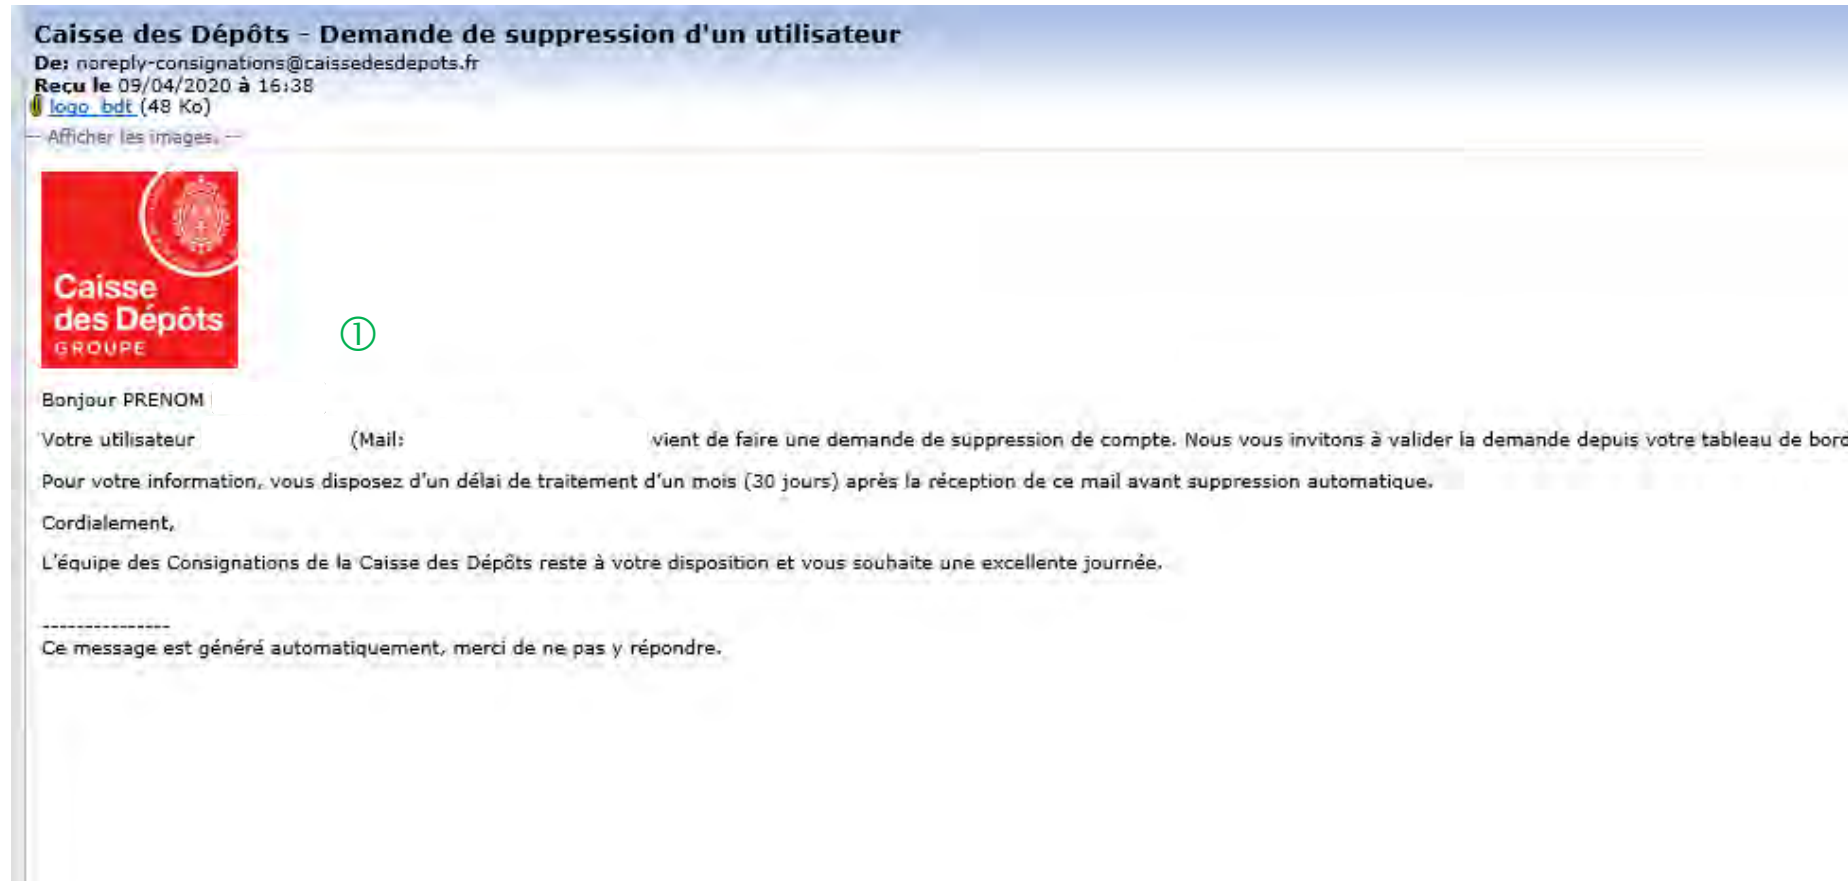 Caisse des Dépôts - Demande de suppression d'un utilisateur
De: noreply-consignations@caissedesdepots.fr
Reçu le 09/04/2020 à 16:38
logo_bdt (48 Ko)
-- Afficher les images. --
Caisse
des Dépôts
GROUPE
①
Bonjour PRENOM
Votre utilisateur (Mail: vient de faire une demande de suppression de compte. Nous vous invitons à valider la demande depuis votre tableau de bord
Pour votre information, vous disposez d'un délai de traitement d'un mois (30 jours) après la réception de ce mail avant suppression automatique.
Cordialement,
L'équipe des Consignations de la Caisse des Dépôts reste à votre disposition et vous souhaite une excellente journée.
---------------
Ce message est généré automatiquement, merci de ne pas y répondre.